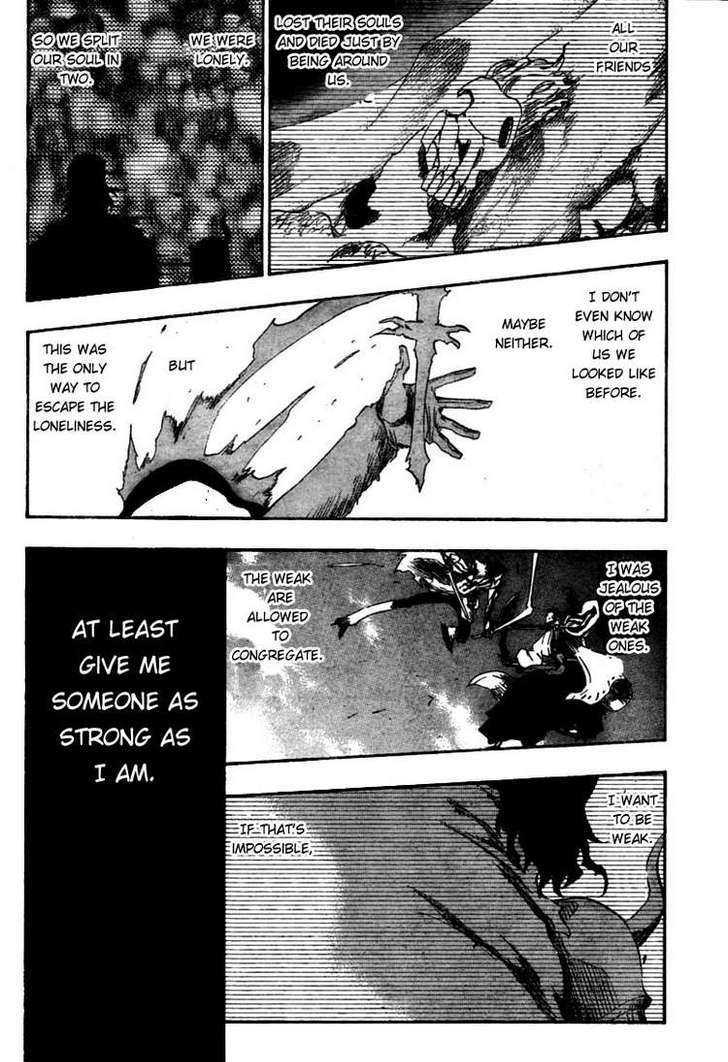 ALL
OUR
FRIENDS
LOST THEIR SOULS
AND DIED JUST BY
BEING AROUND
US.
WE WERE
LONELY.
SO WE SPLIT
OUR SOUL IN
TWO.
I DON'T
EVEN KNOW
WHICH OF
US WE
LOOKED LIKE
BEFORE.
MAYBE
NEITHER.
BUT
THIS WAS
THE ONLY
WAY TO
ESCAPE THE
LONELINESS.
I WAS
JEALOUS
OF THE
WEAK
ONES.
THE WEAK
ARE
ALLOWED
TO
CONGREGATE.
I WANT
TO BE
WEAK.
IF THAT'S
IMPOSSIBLE,
AT LEAST
GIVE ME
SOMEONE AS
STRONG AS
I AM.